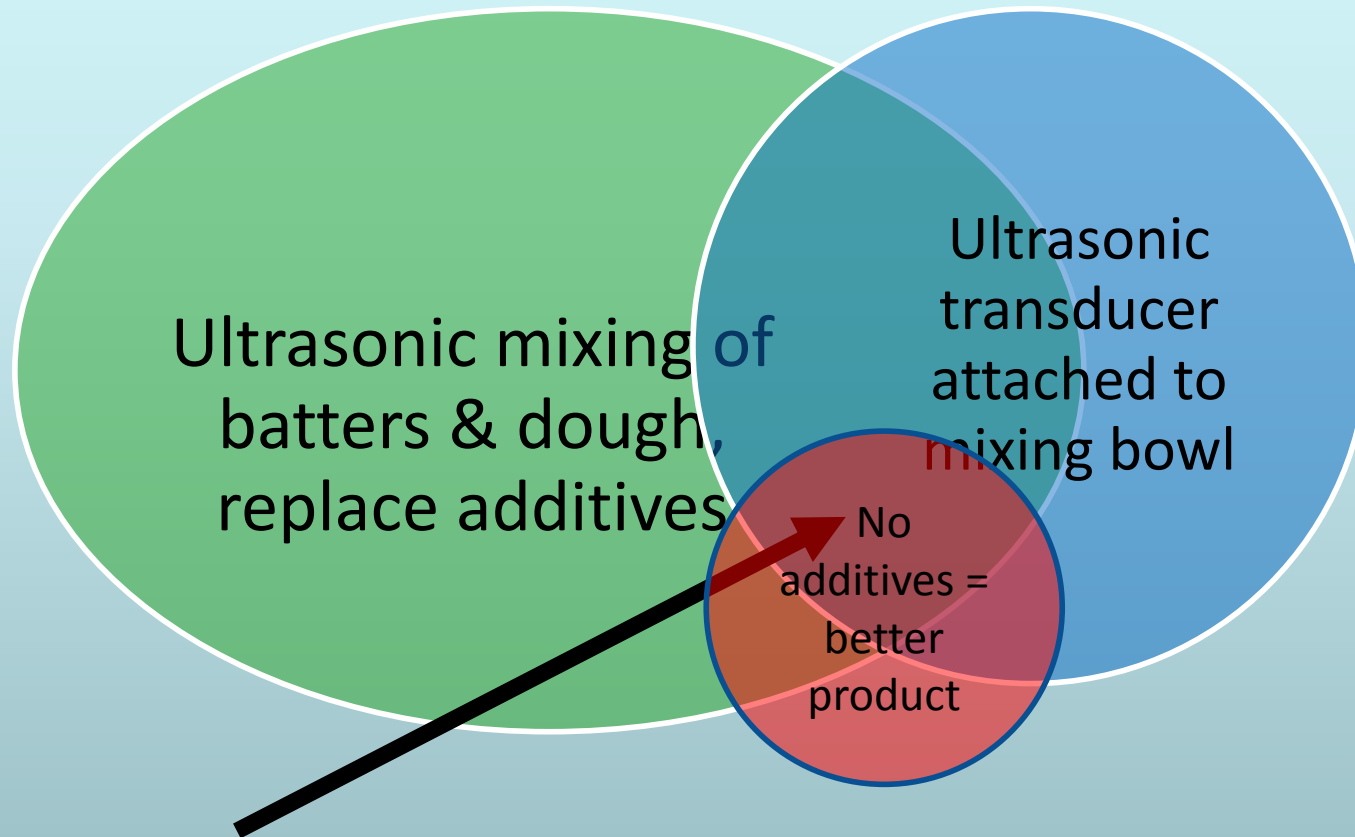 Ultrasonic mixing of
batters & dough,
replace additives
Ultrasonic
transducer
attached to
mixing bowl
No
additives =
better
product